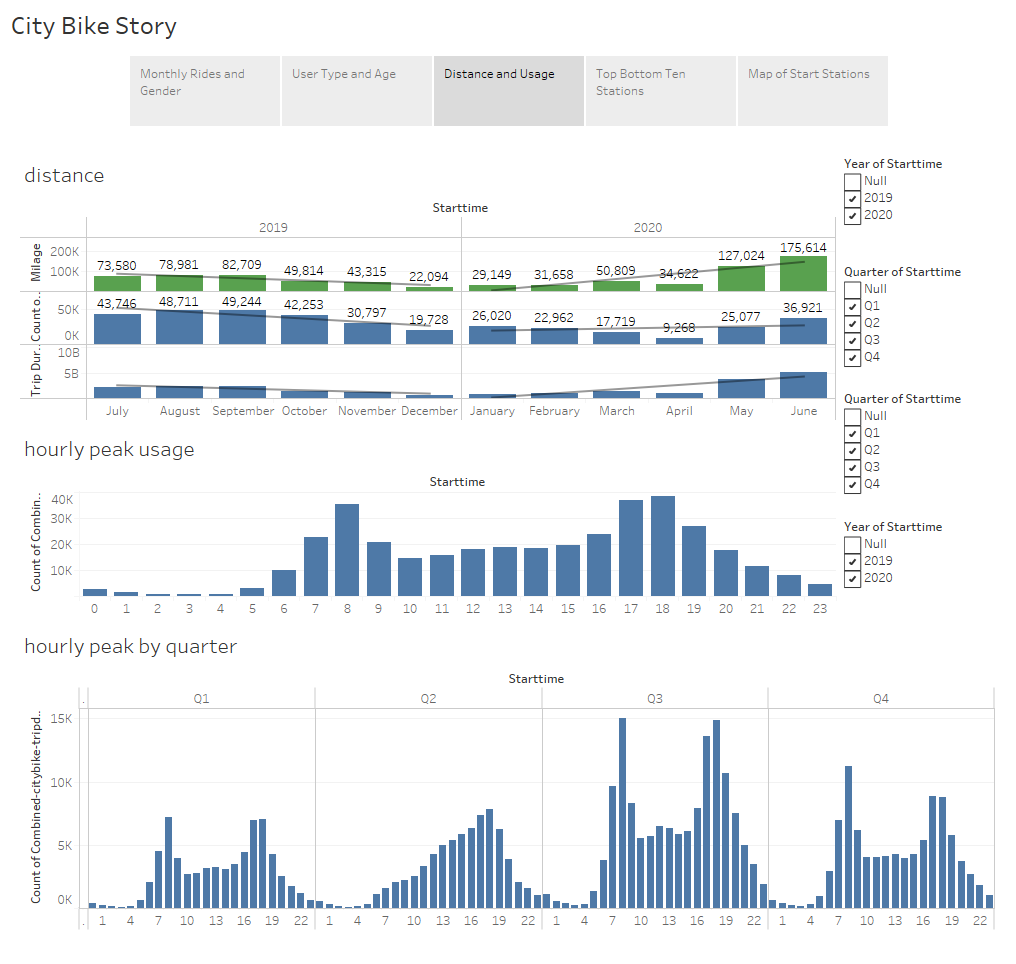 City Bike Story
Monthly Rides and Gender
User Type and Age
Distance and Usage
Top Bottom Ten Stations
Map of Start Stations
distance
Starttime
2019 2020
Milage
200K
100K
73,580 78,981 82,709 49,814 43,315 22,094 29,149 31,658 50,809 34,622 127,024 175,614
Count o..
50K
0K
43,746 48,711 49,244 42,253 30,797 19,728 26,020 22,962 17,719 9,268 25,077 36,921
Trip Dur..
10B
5B
July August September October November December January February March April May June
Year of Starttime
Null
2019
2020
Quarter of Starttime
Null
Q1
Q2
Q3
Q4
Quarter of Starttime
Null
Q1
Q2
Q3
Q4
Year of Starttime
Null
2019
2020
hourly peak usage
Starttime
Count of Combin..
40K
30K
20K
10K
0 1 2 3 4 5 6 7 8 9 10 11 12 13 14 15 16 17 18 19 20 21 22 23
hourly peak by quarter
Starttime
. Q1 Q2 Q3 Q4
Count of Combined-citybike-tripd..
15K
10K
5K
0K
. 1 4 7 10 13 16 19 22 1 4 7 10 13 16 19 22 1 4 7 10 13 16 19 22 1 4 7 10 13 16 19 22